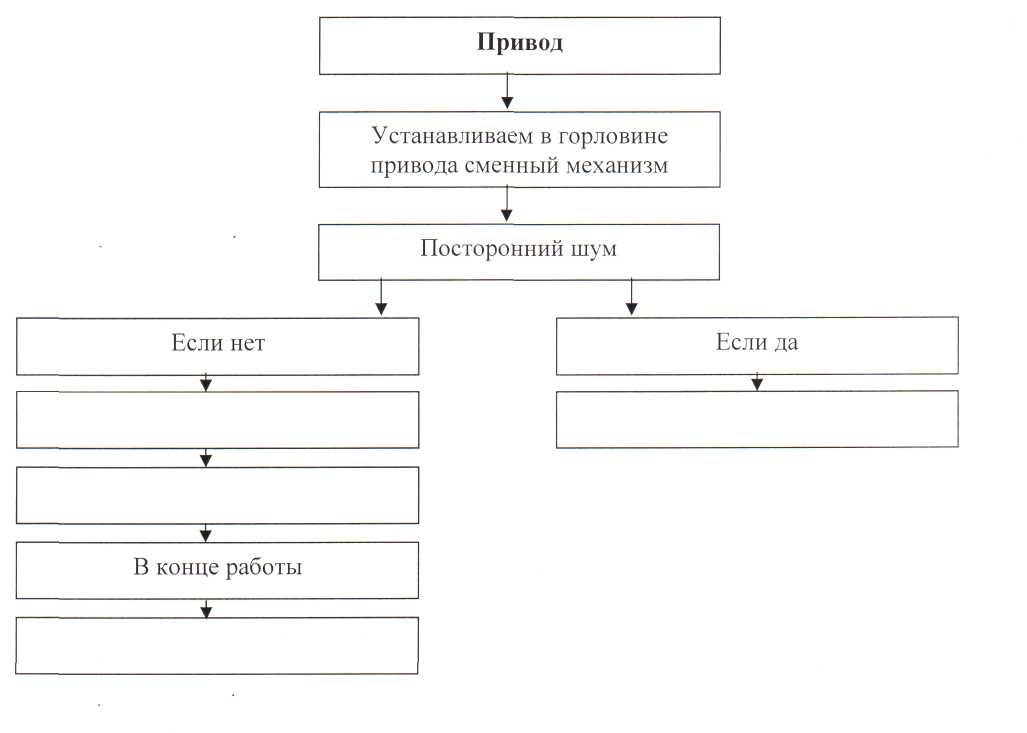 Привод
Устанавливаем в горловине
привода сменный механизм
Посторонний шум
Если нет
Если да
В конце работы